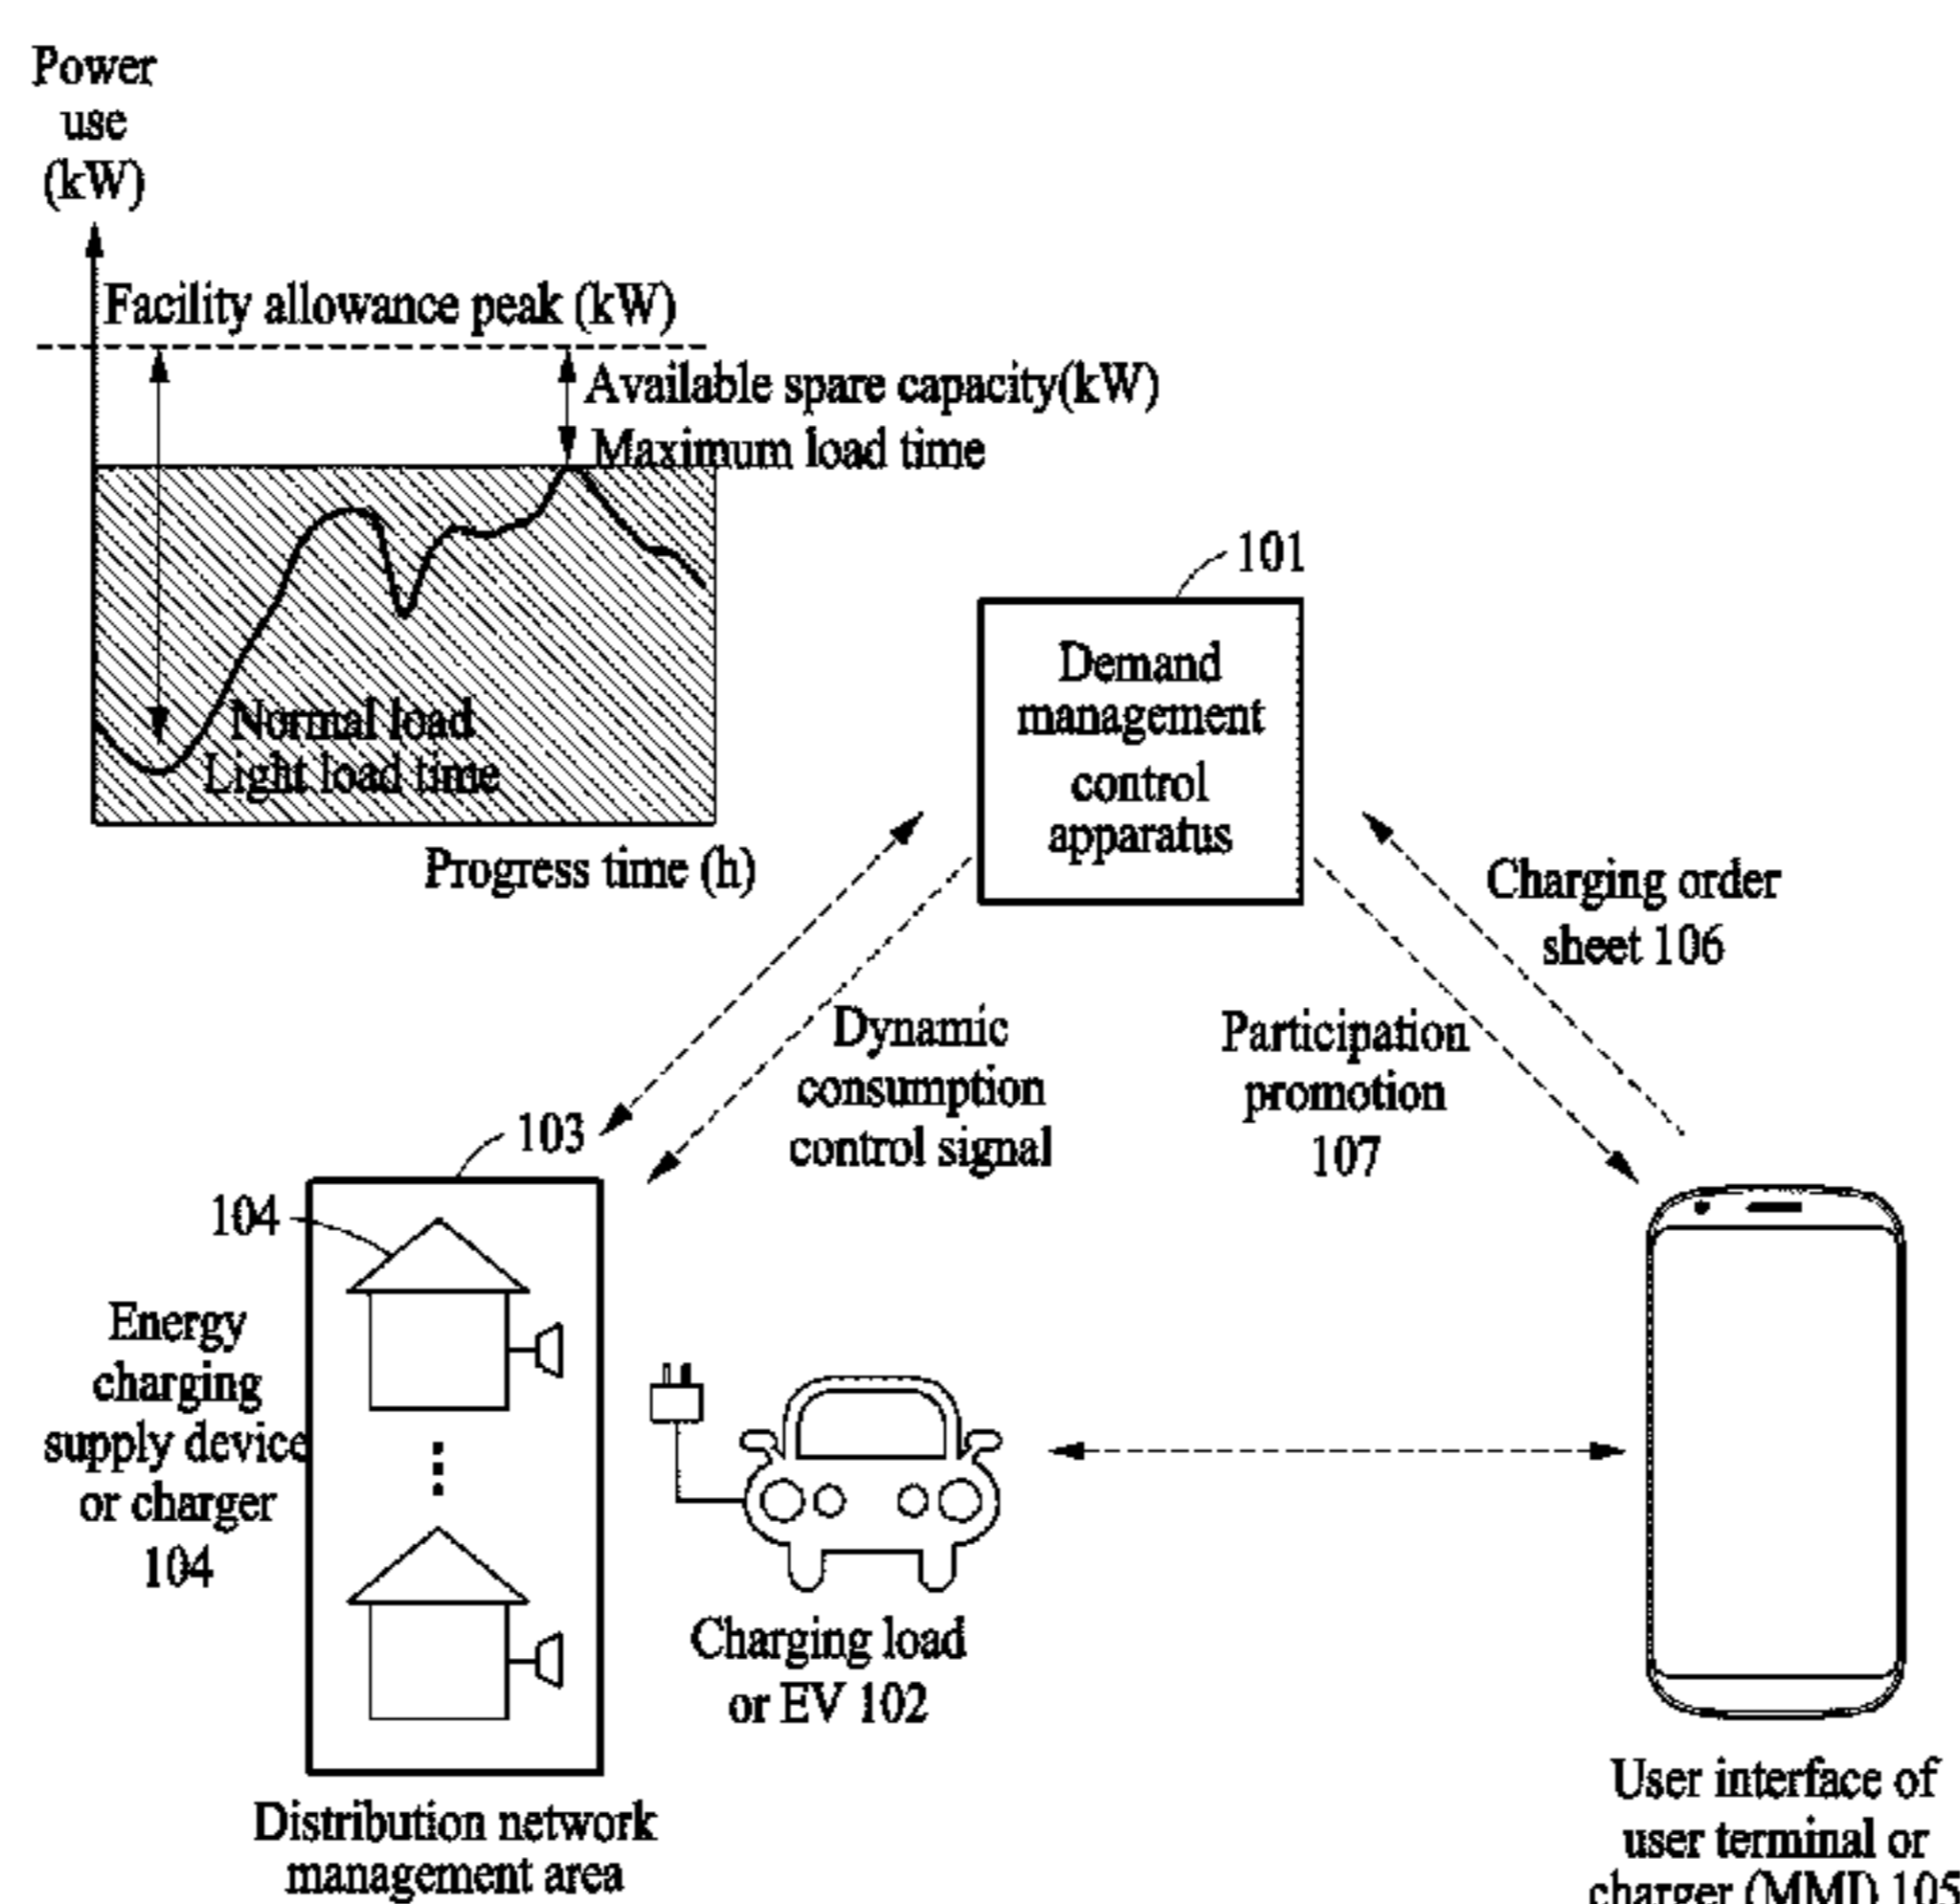 Power
use
(kW)
Facility allowance peak (kW)
Available spare capacity(kW)
Maximum load time
Normal load
Light load time
Progress time (h)
101
Demand
management
control
apparatus
Charging order
sheet 106
Dynamic
consumption
control signal
Participation
promotion
107
103
104
Energy
charging
supply device
or charger
104
Charging load
or EV 102
Distribution network
management area
User interface of
user terminal or
charger (MMI) 105